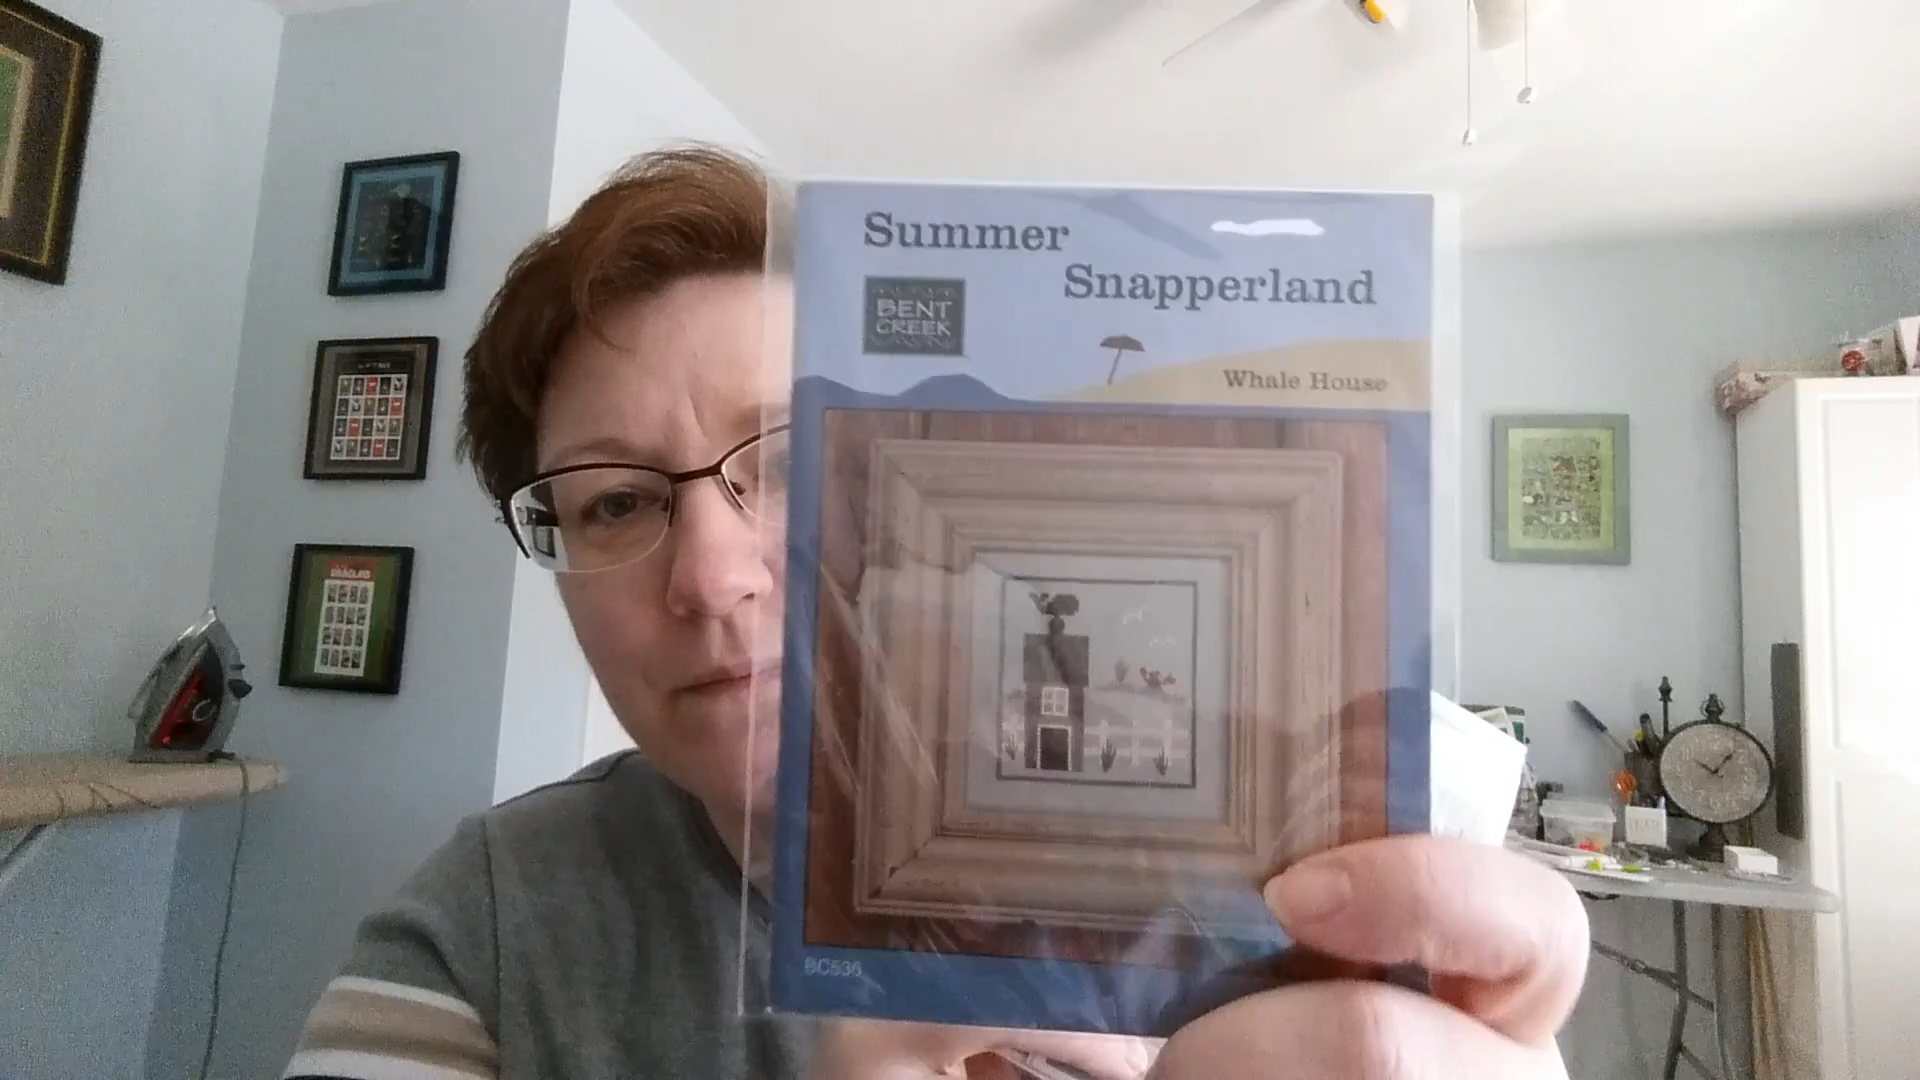 Summer
Snapperland
BENT
CREEK
Whale House
BC536